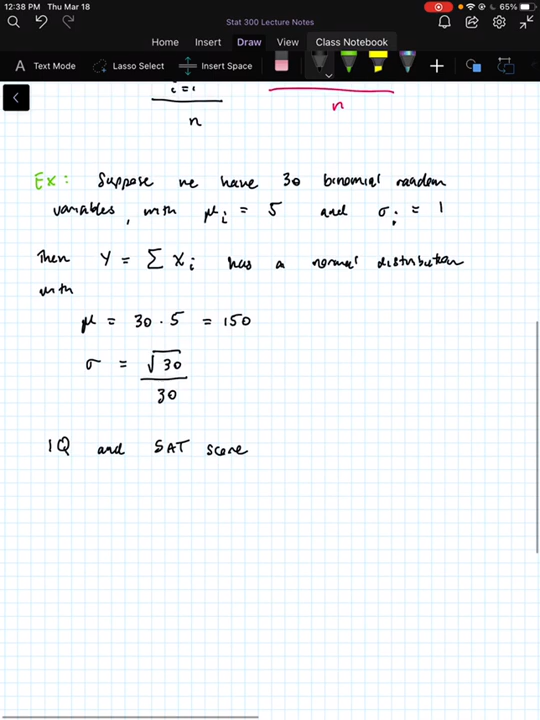 12:38 PM Thu Mar 18
65%
Stat 300 Lecture Notes
Home Insert Draw View Class Notebook
Text Mode Lasso Select Insert Space
i=1
n
n
Ex: Suppose we have 30 binomial random
variables, with μi = 5 and σi = 1
Then Y = ∑ Xi has a normal distribution
with
μ = 30 · 5 = 150
σ = √30
30
IQ and SAT score